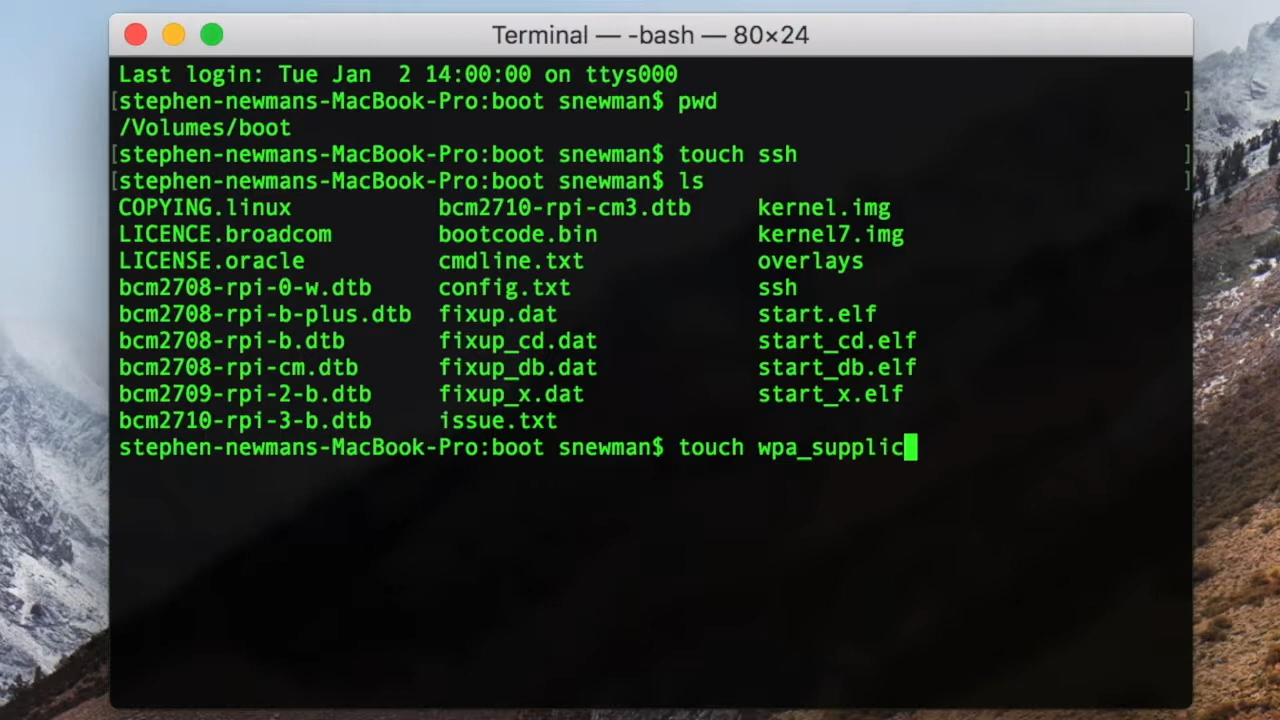 Terminal — -bash — 80×24
Last login: Tue Jan  2 14:00:00 on ttys000
[stephen-newmans-MacBook-Pro:boot snewman$ pwd ]
/Volumes/boot
[stephen-newmans-MacBook-Pro:boot snewman$ touch ssh ]
[stephen-newmans-MacBook-Pro:boot snewman$ ls ]
COPYING.linux bcm2710-rpi-cm3.dtb kernel.img
LICENCE.broadcom bootcode.bin kernel7.img
LICENSE.oracle cmdline.txt overlays
bcm2708-rpi-0-w.dtb config.txt ssh
bcm2708-rpi-b-plus.dtb fixup.dat start.elf
bcm2708-rpi-b.dtb fixup_cd.dat start_cd.elf
bcm2708-rpi-cm.dtb fixup_db.dat start_db.elf
bcm2709-rpi-2-b.dtb fixup_x.dat start_x.elf
bcm2710-rpi-3-b.dtb issue.txt
stephen-newmans-MacBook-Pro:boot snewman$ touch wpa_supplic